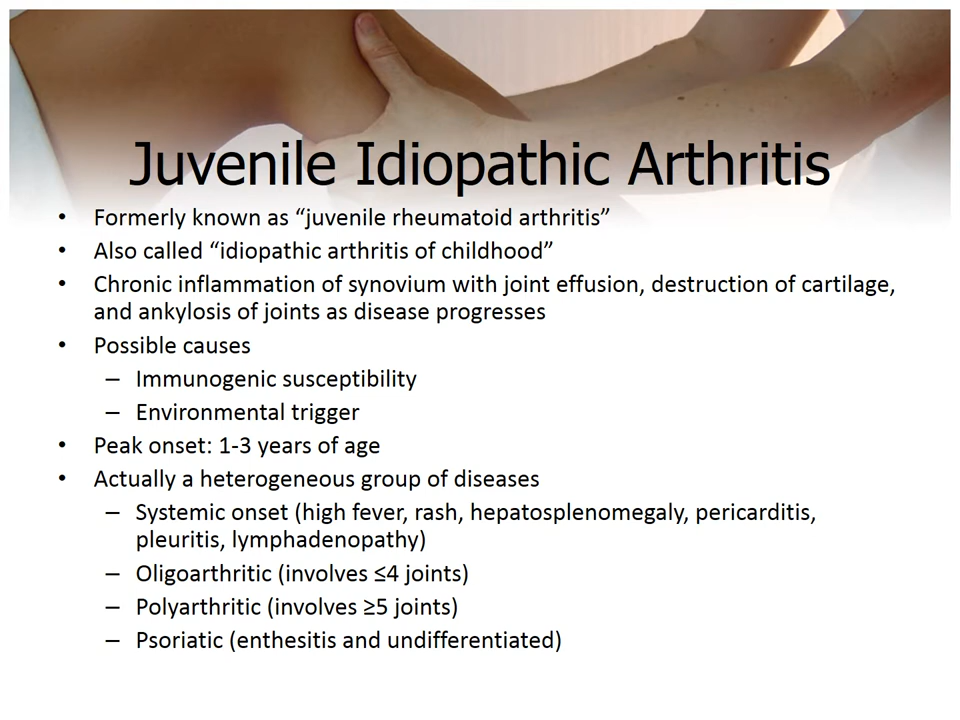 Juvenile Idiopathic Arthritis
• Formerly known as “juvenile rheumatoid arthritis”
• Also called “idiopathic arthritis of childhood”
• Chronic inflammation of synovium with joint effusion, destruction of cartilage,
and ankylosis of joints as disease progresses
• Possible causes
– Immunogenic susceptibility
– Environmental trigger
• Peak onset: 1-3 years of age
• Actually a heterogeneous group of diseases
– Systemic onset (high fever, rash, hepatosplenomegaly, pericarditis,
pleuritis, lymphadenopathy)
– Oligoarthritic (involves ≤4 joints)
– Polyarthritic (involves ≥5 joints)
– Psoriatic (enthesitis and undifferentiated)